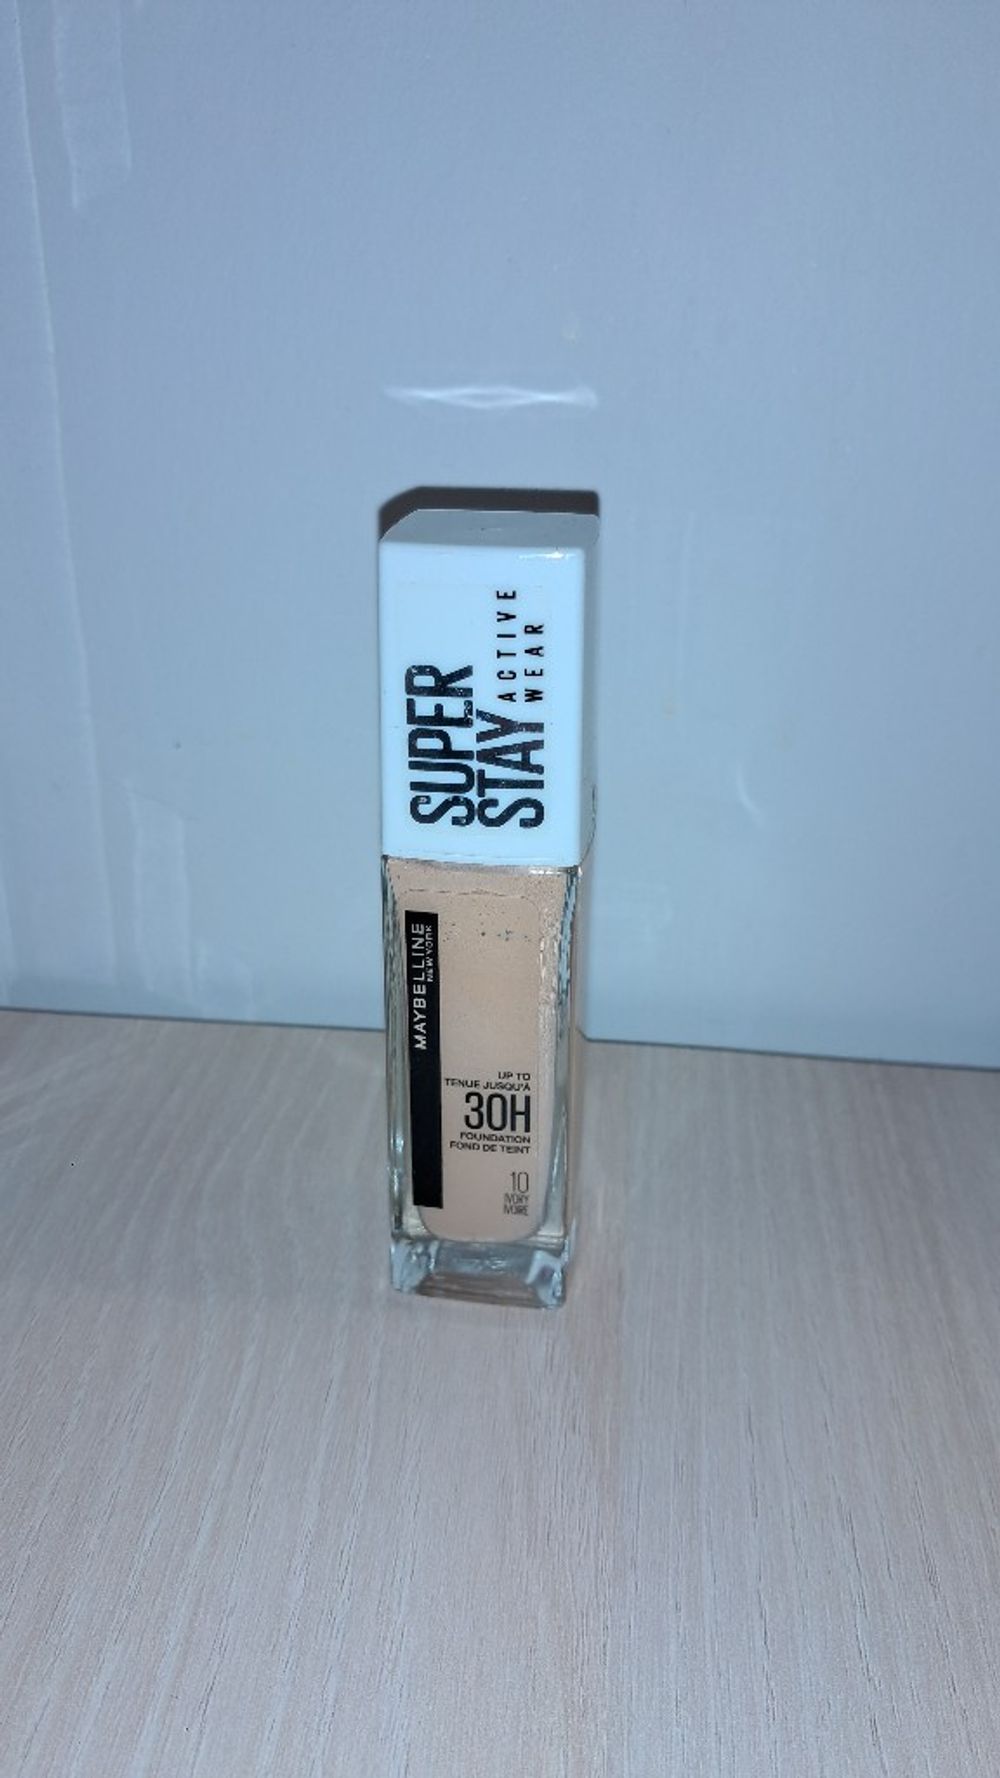 SUPER
STAY
ACTIVE
WEAR
MAYBELLINE
NEW YORK
UP TO
TENUE JUSQU'À
30H
FOUNDATION
FOND DE TEINT
10
IVORY
IVOIRE